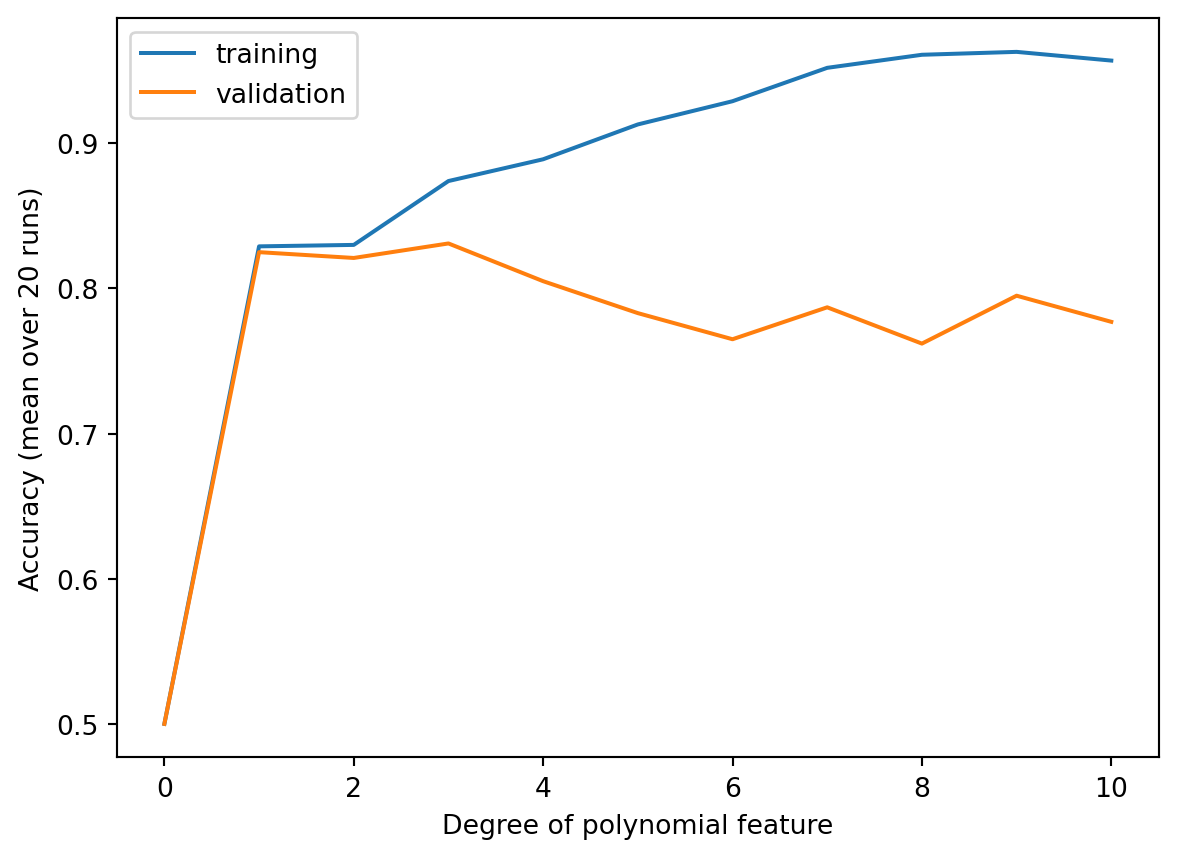 training
validation
Accuracy (mean over 20 runs)
0.9
0.8
0.7
0.6
0.5
0 2 4 6 8 10
Degree of polynomial feature